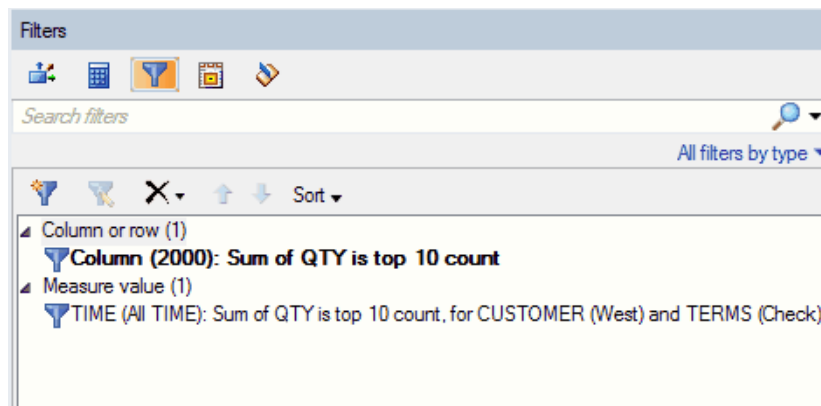 Filters
Search filters
All filters by type
Sort
Column or row (1)
Column (2000): Sum of QTY is top 10 count
Measure value (1)
TIME (All TIME): Sum of QTY is top 10 count, for CUSTOMER (West) and TERMS (Check)